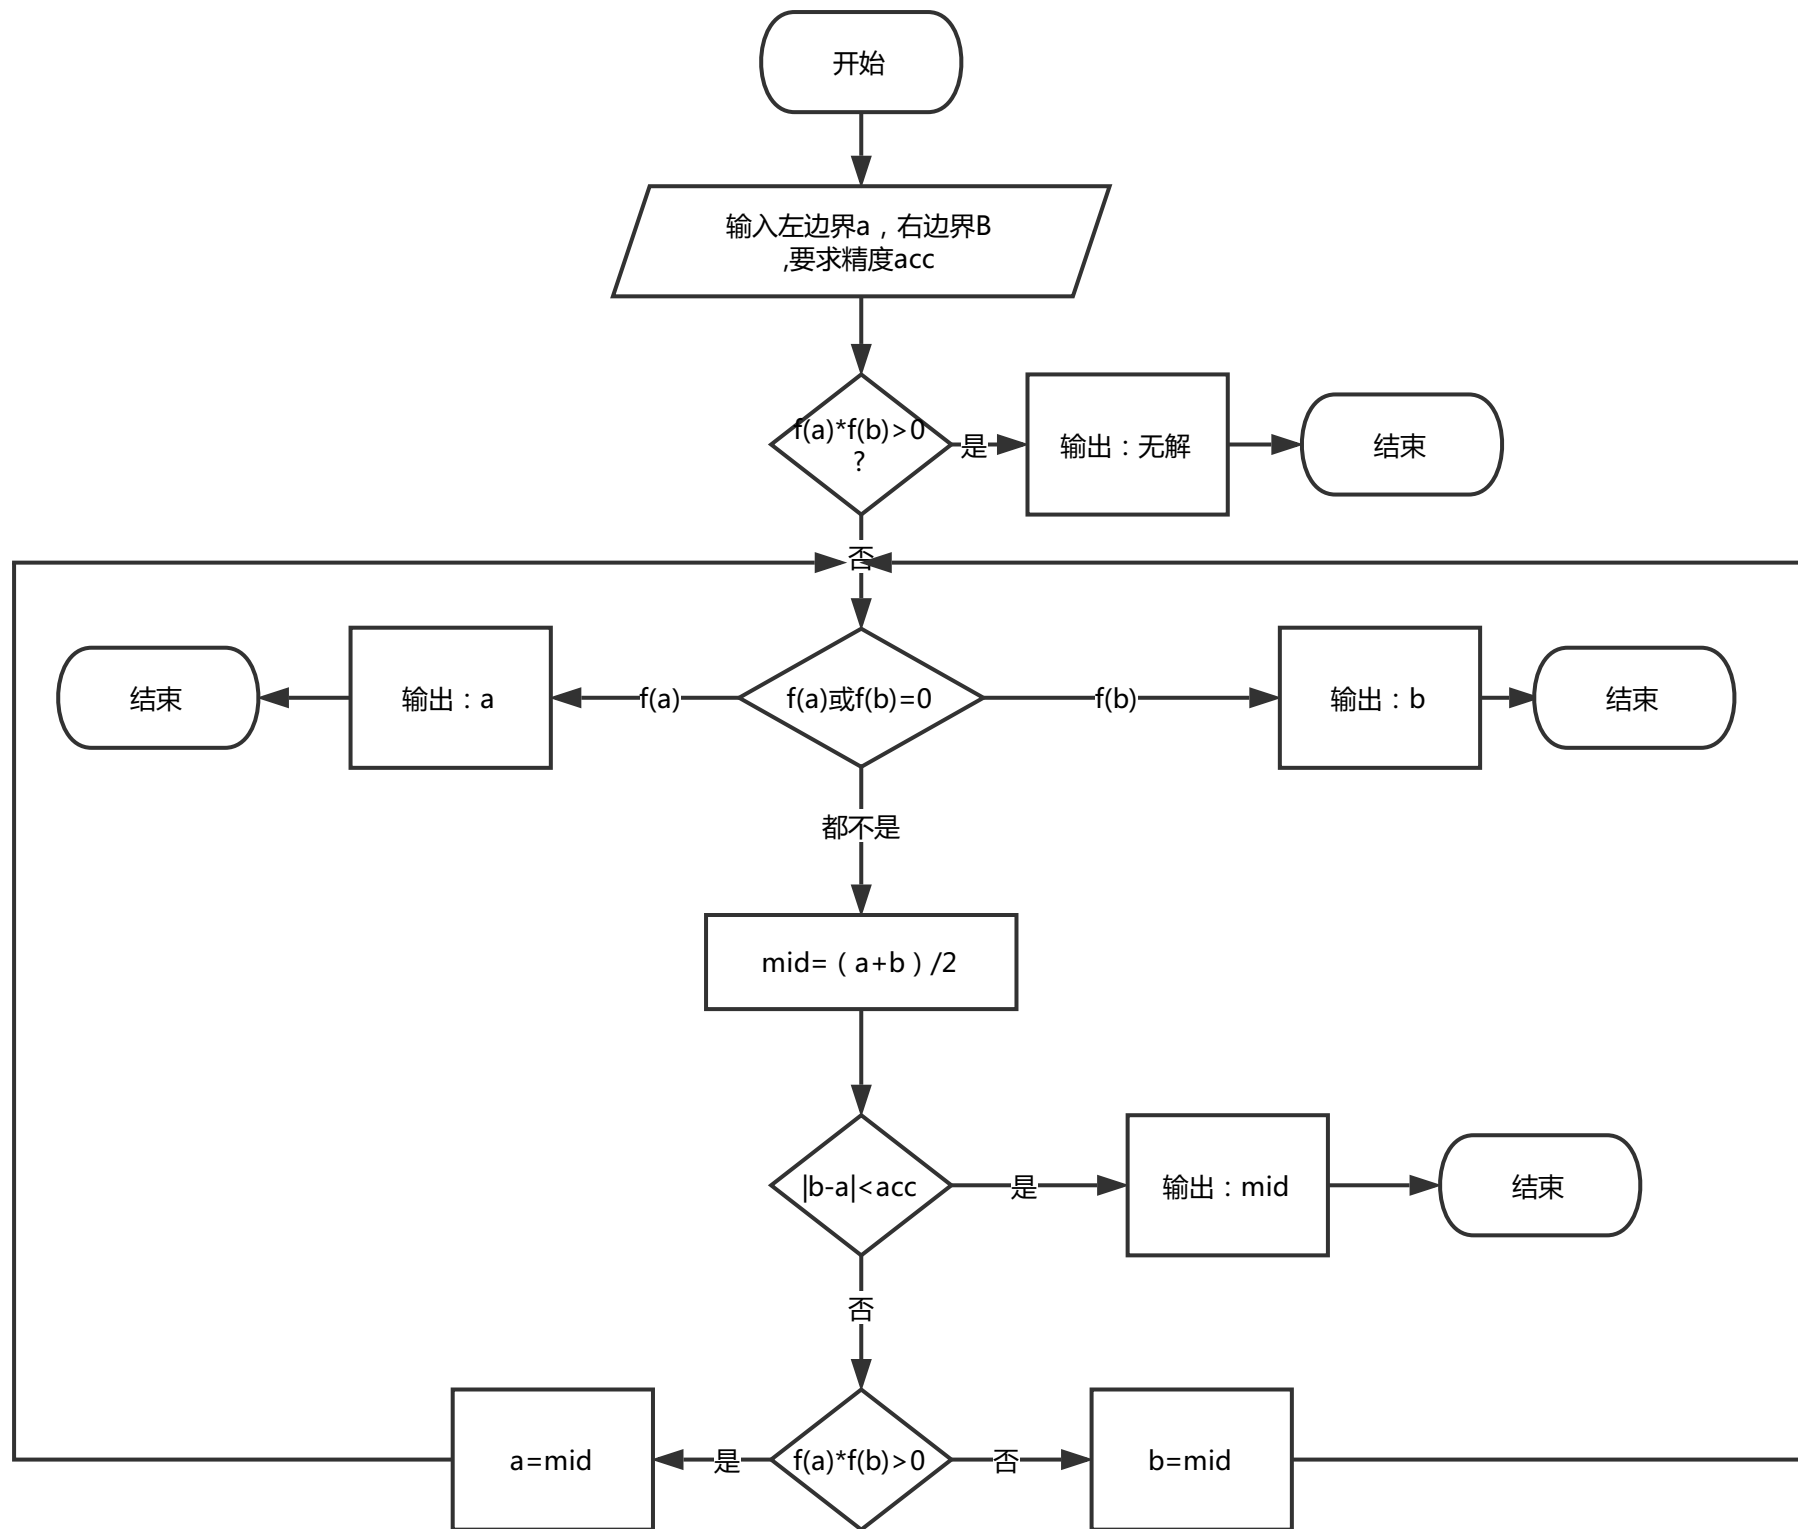 开始
输入左边界a，右边界B
,要求精度acc
f(a)*f(b)>0
?
是
输出：无解
结束
否
结束
输出：a
f(a)
f(a)或f(b)=0
f(b)
输出：b
结束
都不是
mid=（a+b）/2
|b-a|<acc
是
输出：mid
结束
否
a=mid
是
f(a)*f(b)>0
否
b=mid